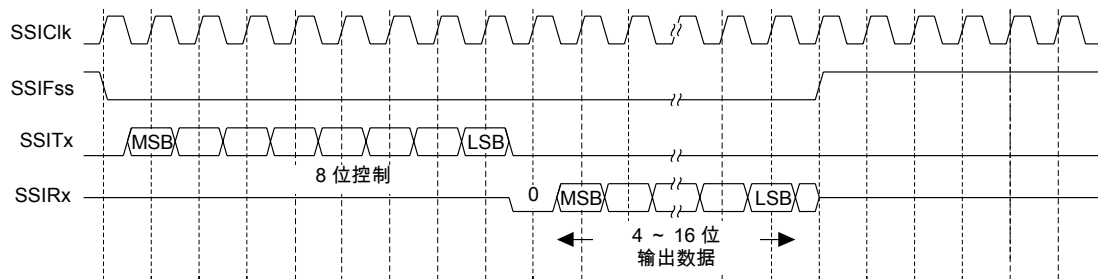 SSIClk
SSIFss
SSITx
MSB
LSB
8 位控制
SSIRx
0
MSB
LSB
4 ~ 16 位
输出数据